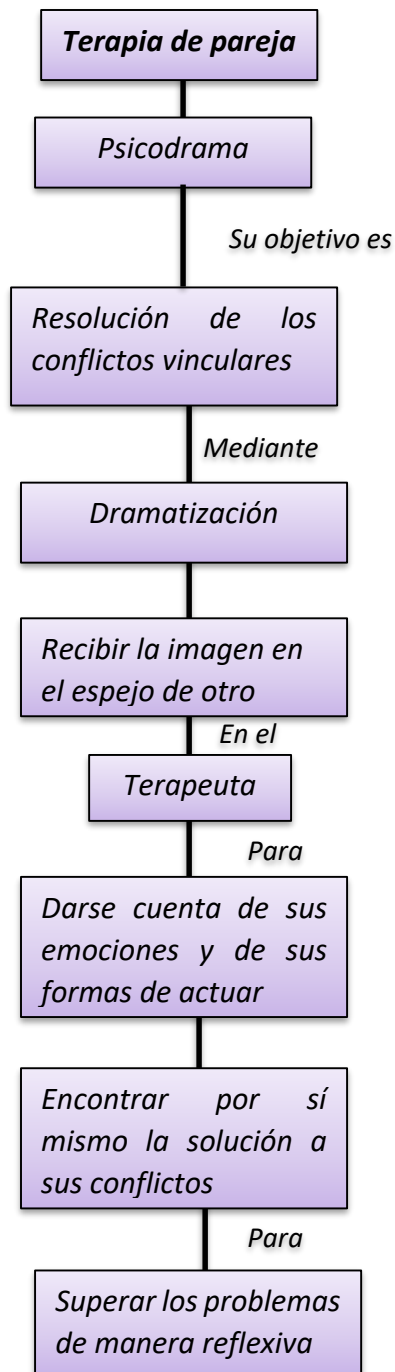 Terapia de pareja
Psicodrama
Su objetivo es
Resolución de los
conflictos vinculares
Mediante
Dramatización
Recibir la imagen en
el espejo de otro
En el
Terapeuta
Para
Darse cuenta de sus
emociones y de sus
formas de actuar
Encontrar por sí
mismo la solución a
sus conflictos
Para
Superar los problemas
de manera reflexiva